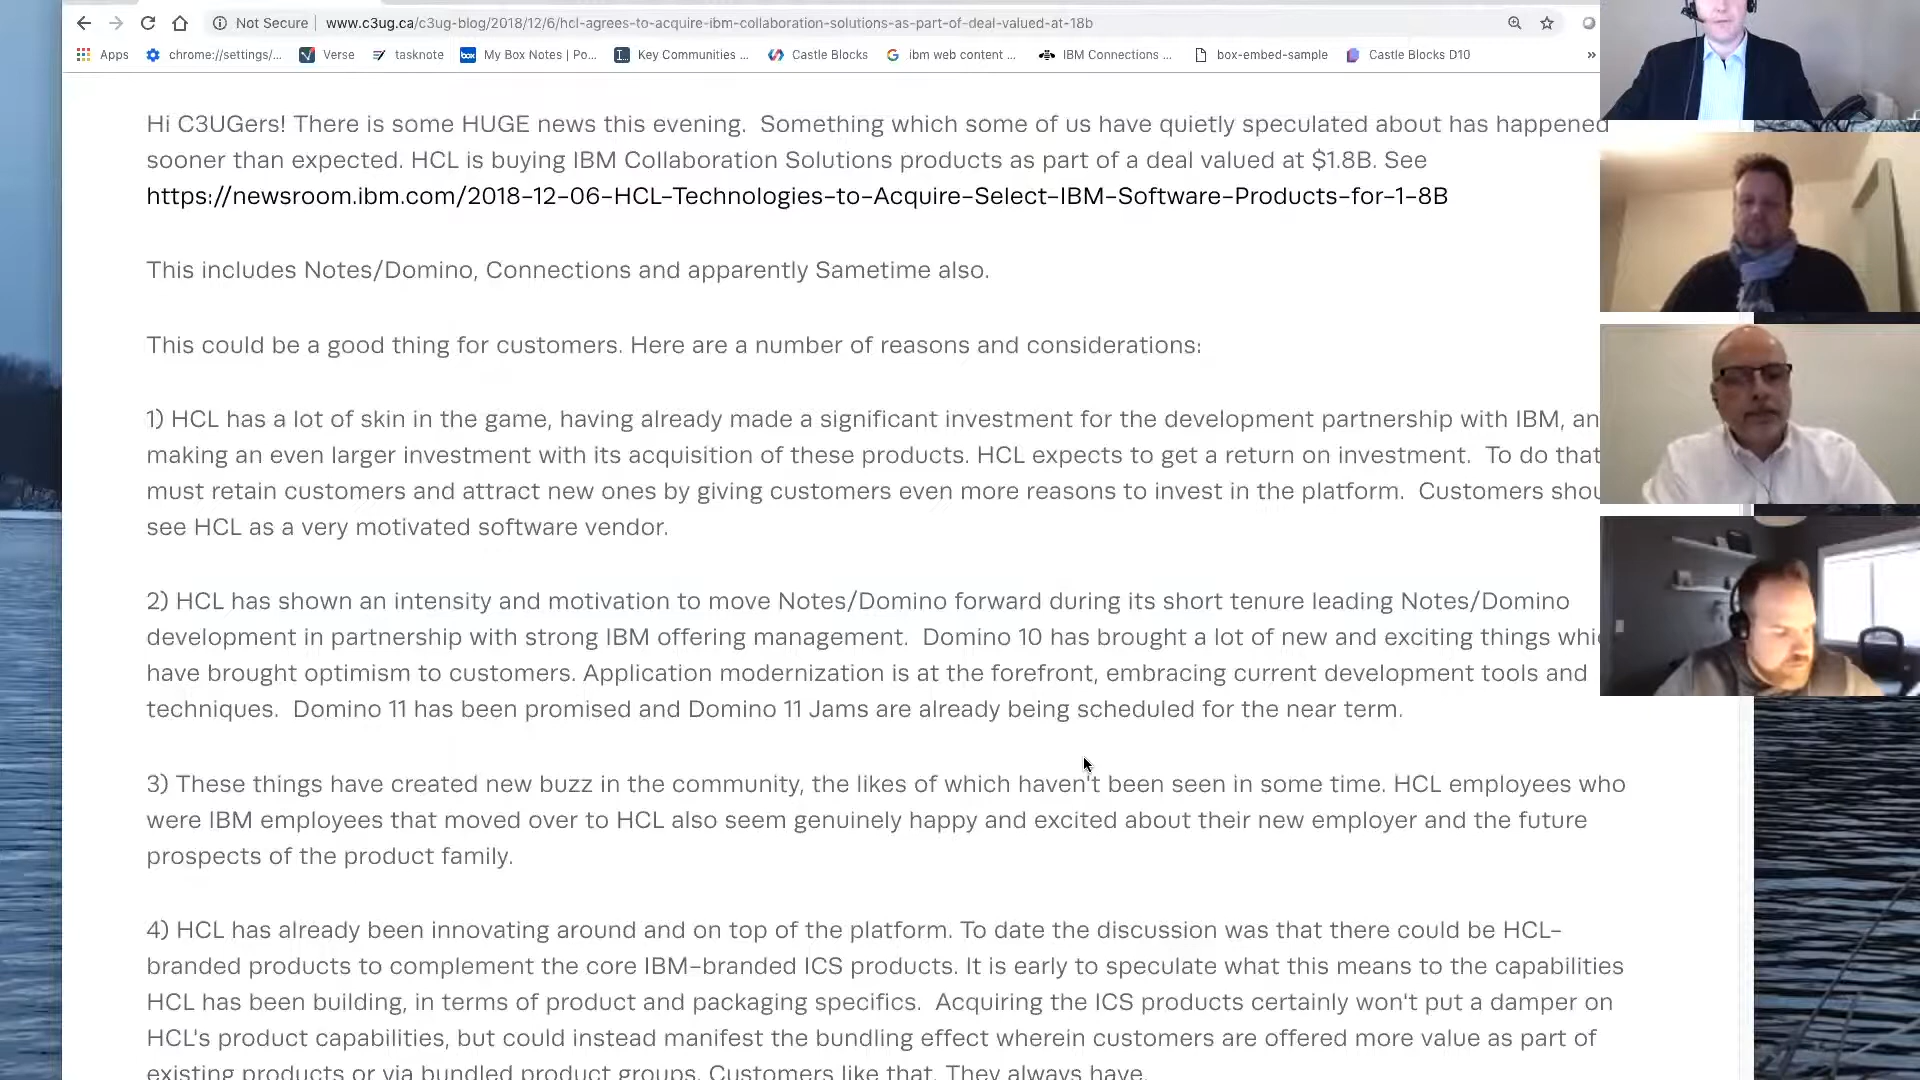 Not Secure www.c3ug.ca/c3ug-blog/2018/12/6/hcl-agrees-to-acquire-ibm-collaboration-solutions-as-part-of-deal-valued-at-18b
Apps chrome://settings/... Verse tasknote box My Box Notes | Po... Key Communities ... Castle Blocks ibm web content ... IBM Connections ... box-embed-sample Castle Blocks D10 »
Hi C3UGers! There is some HUGE news this evening. Something which some of us have quietly speculated about has happened
sooner than expected. HCL is buying IBM Collaboration Solutions products as part of a deal valued at $1.8B. See
https://newsroom.ibm.com/2018-12-06-HCL-Technologies-to-Acquire-Select-IBM-Software-Products-for-1-8B
This includes Notes/Domino, Connections and apparently Sametime also.
This could be a good thing for customers. Here are a number of reasons and considerations:
1) HCL has a lot of skin in the game, having already made a significant investment for the development partnership with IBM, an
making an even larger investment with its acquisition of these products. HCL expects to get a return on investment. To do that
must retain customers and attract new ones by giving customers even more reasons to invest in the platform. Customers shou
see HCL as a very motivated software vendor.
2) HCL has shown an intensity and motivation to move Notes/Domino forward during its short tenure leading Notes/Domino
development in partnership with strong IBM offering management. Domino 10 has brought a lot of new and exciting things whi
have brought optimism to customers. Application modernization is at the forefront, embracing current development tools and
techniques. Domino 11 has been promised and Domino 11 Jams are already being scheduled for the near term.
3) These things have created new buzz in the community, the likes of which haven't been seen in some time. HCL employees who
were IBM employees that moved over to HCL also seem genuinely happy and excited about their new employer and the future
prospects of the product family.
4) HCL has already been innovating around and on top of the platform. To date the discussion was that there could be HCL-
branded products to complement the core IBM-branded ICS products. It is early to speculate what this means to the capabilities
HCL has been building, in terms of product and packaging specifics. Acquiring the ICS products certainly won't put a damper on
HCL's product capabilities, but could instead manifest the bundling effect wherein customers are offered more value as part of
existing products or via bundled product groups. Customers like that. They always have.